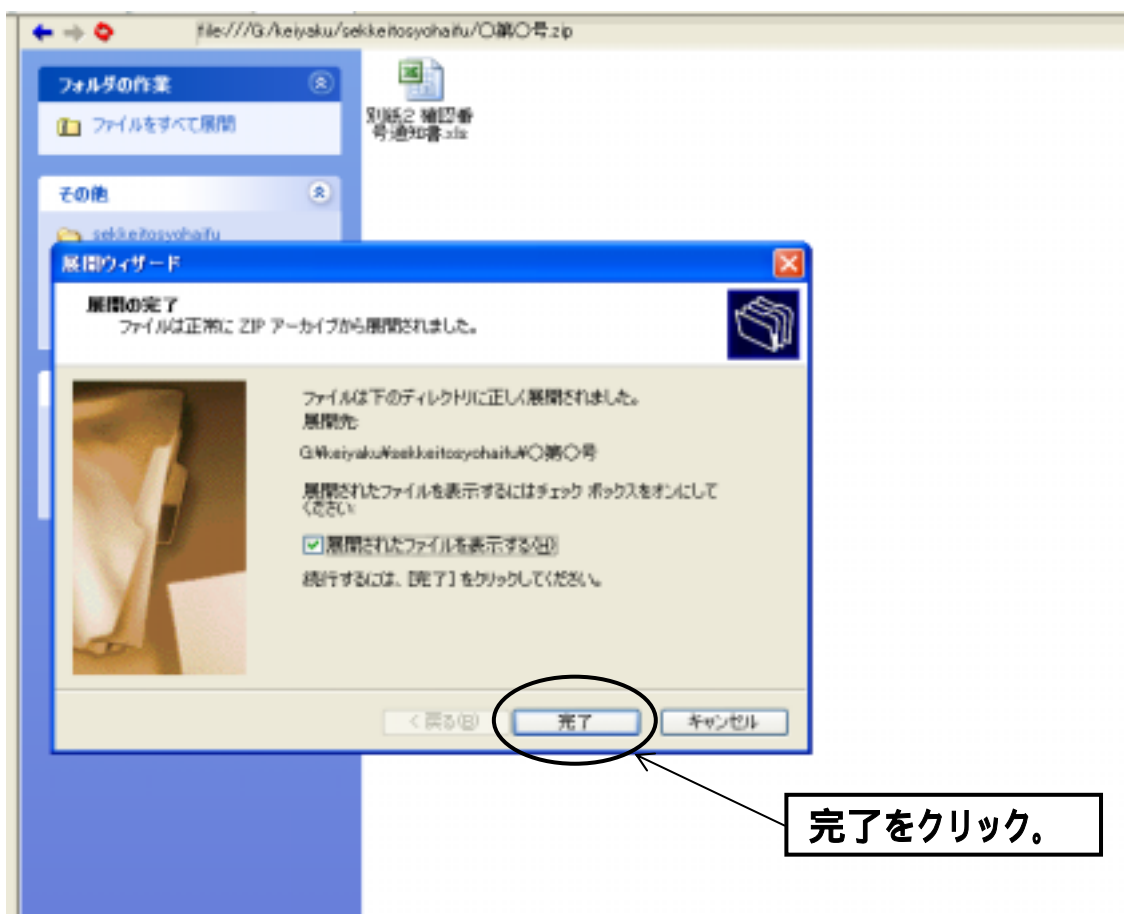 file:///G:/keiyaku/sekkeitosyohaifu/〇第〇号.zip
フォルダの作業
ファイルをすべて展開
別紙2 確認番
号通知書.xls
その他
sekkeitosyohaifu
展開ウィザード
展開の完了
ファイルは正常に ZIP アーカイブから展開されました。
ファイルは下のディレクトリに正しく展開されました。
展開先:
G:¥keiyaku¥sekkeitosyohaifu¥〇第〇号
展開されたファイルを表示するにはチェック ボックスをオンにして
ください:
展開されたファイルを表示する(H)
続行するには、[完了] をクリックしてください。
< 戻る(B)
完了
キャンセル
完了をクリック。